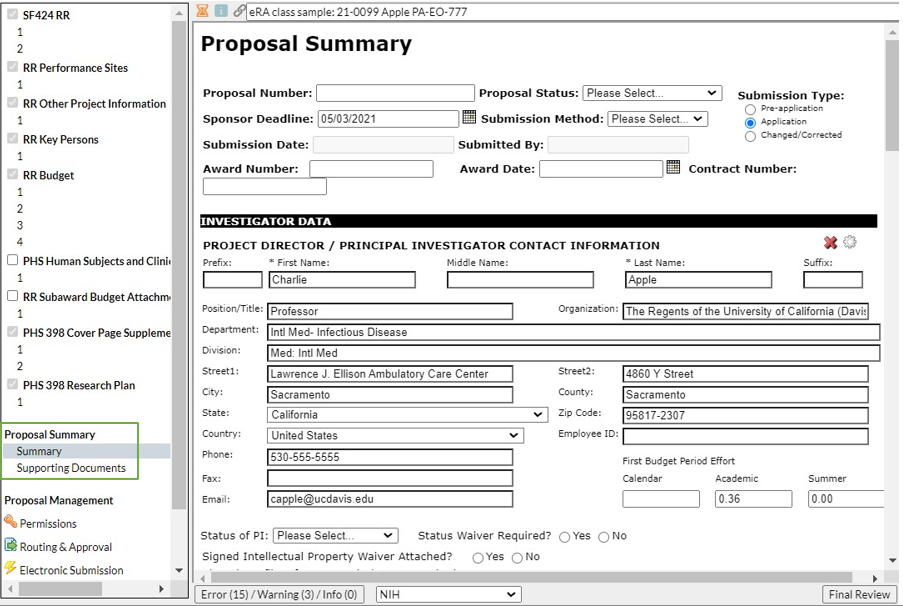 SF424 RR
1
2
RR Performance Sites
1
RR Other Project Information
1
RR Key Persons
1
RR Budget
1
2
3
4
PHS Human Subjects and Clini
1
RR Subaward Budget Attachm
1
PHS 398 Cover Page Suppleme
1
2
PHS 398 Research Plan
1
Proposal Summary
Summary
Supporting Documents
Proposal Management
Permissions
Routing & Approval
Electronic Submission
eRA class sample: 21-0099 Apple PA-EO-777
Proposal Summary
Proposal Number: Proposal Status: Please Select... Submission Type:
Pre-application
Sponsor Deadline: 05/03/2021 Submission Method: Please Select... Application
Changed/Corrected
Submission Date: Submitted By:
Award Number: Award Date: Contract Number:
INVESTIGATOR DATA
PROJECT DIRECTOR / PRINCIPAL INVESTIGATOR CONTACT INFORMATION
Prefix: * First Name: Middle Name: * Last Name: Suffix:
Charlie Apple
Position/Title: Professor Organization: The Regents of the University of California (Davis
Department: Intl Med- Infectious Disease
Division: Med: Intl Med
Street1: Lawrence J. Ellison Ambulatory Care Center Street2: 4860 Y Street
City: Sacramento County: Sacramento
State: California Zip Code: 95817-2307
Country: United States Employee ID:
Phone: 530-555-5555
First Budget Period Effort
Fax: Calendar Academic Summer
Email: capple@ucdavis.edu 0.36 0.00
Status of PI: Please Select... Status Waiver Required? Yes No
Signed Intellectual Property Waiver Attached? Yes No
Error (15) / Warning (3) / Info (0) NIH Final Review